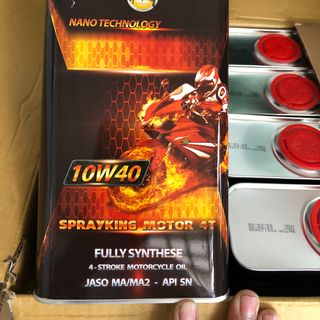 NANO TECHNOLOGY
10W40
SPRAYKING MOTOR 4T
FULLY SYNTHESE
4-STROKE MOTORCYCLE OIL
JASO MA/MA2 - API SN